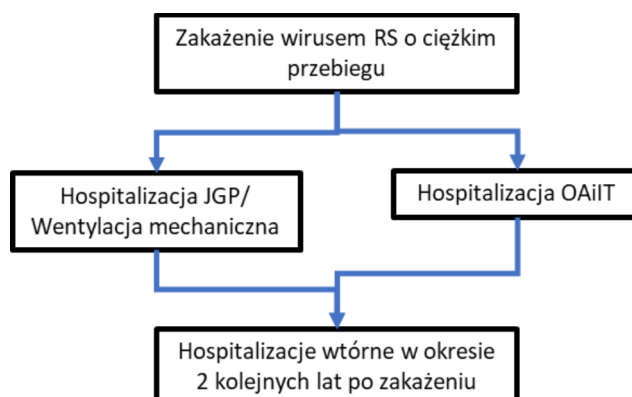 Zakażenie wirusem RS o ciężkim
przebiegu
Hospitalizacja JGP/
Wentylacja mechaniczna
Hospitalizacja OAiIT
Hospitalizacje wtórne w okresie
2 kolejnych lat po zakażeniu